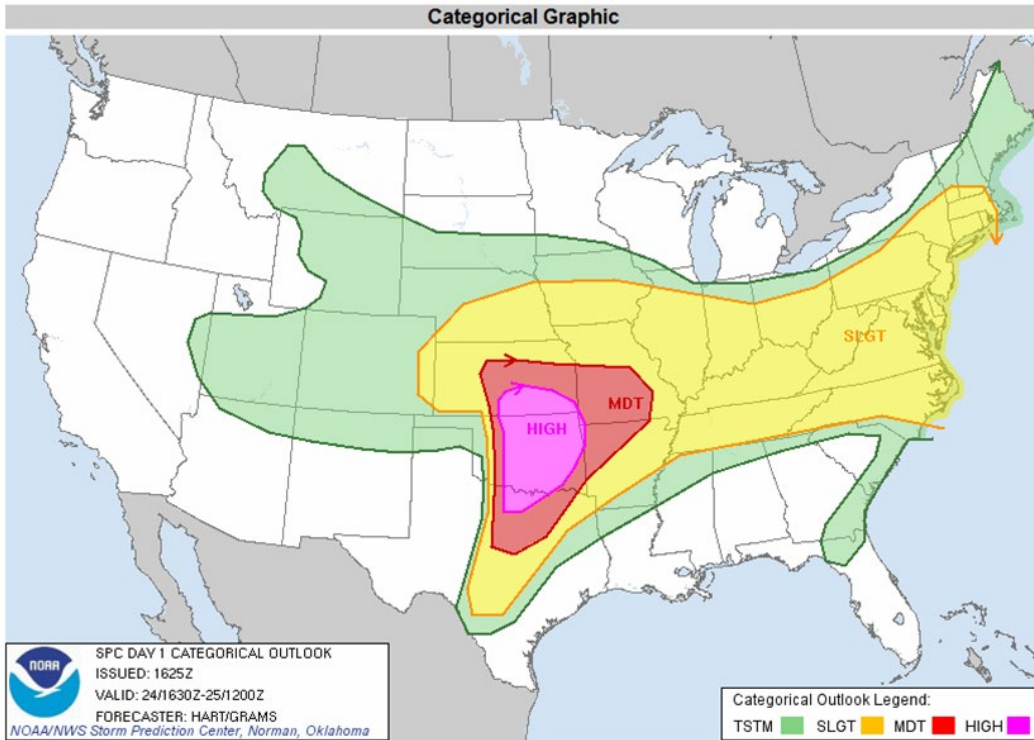 Categorical Graphic
SLGT
MDT
HIGH
NOAA
SPC DAY 1 CATEGORICAL OUTLOOK
ISSUED: 1625Z
VALID: 24/1630Z-25/1200Z
FORECASTER: HART/GRAMS
NOAA/NWS Storm Prediction Center, Norman, Oklahoma
Categorical Outlook Legend:
TSTM SLGT MDT HIGH